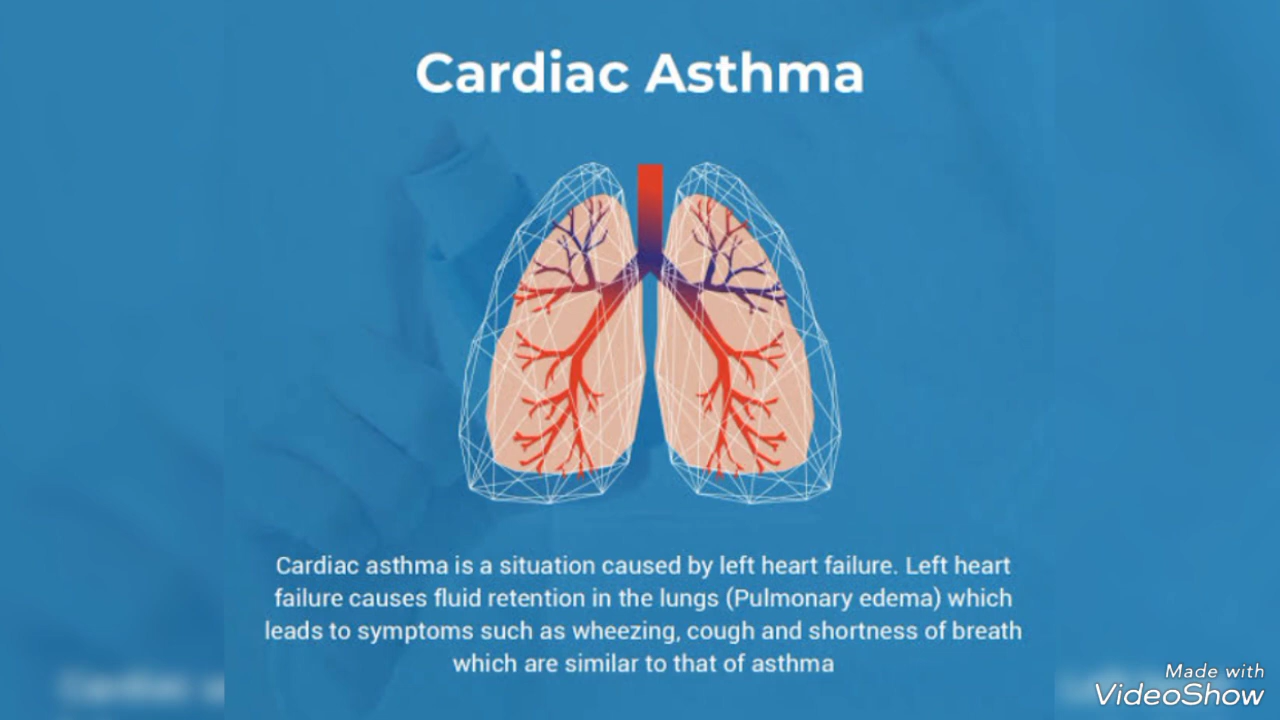 Cardiac Asthma
Cardiac asthma is a situation caused by left heart failure. Left heart
failure causes fluid retention in the lungs (Pulmonary edema) which
leads to symptoms such as wheezing, cough and shortness of breath
which are similar to that of asthma
Made with
VideoShow